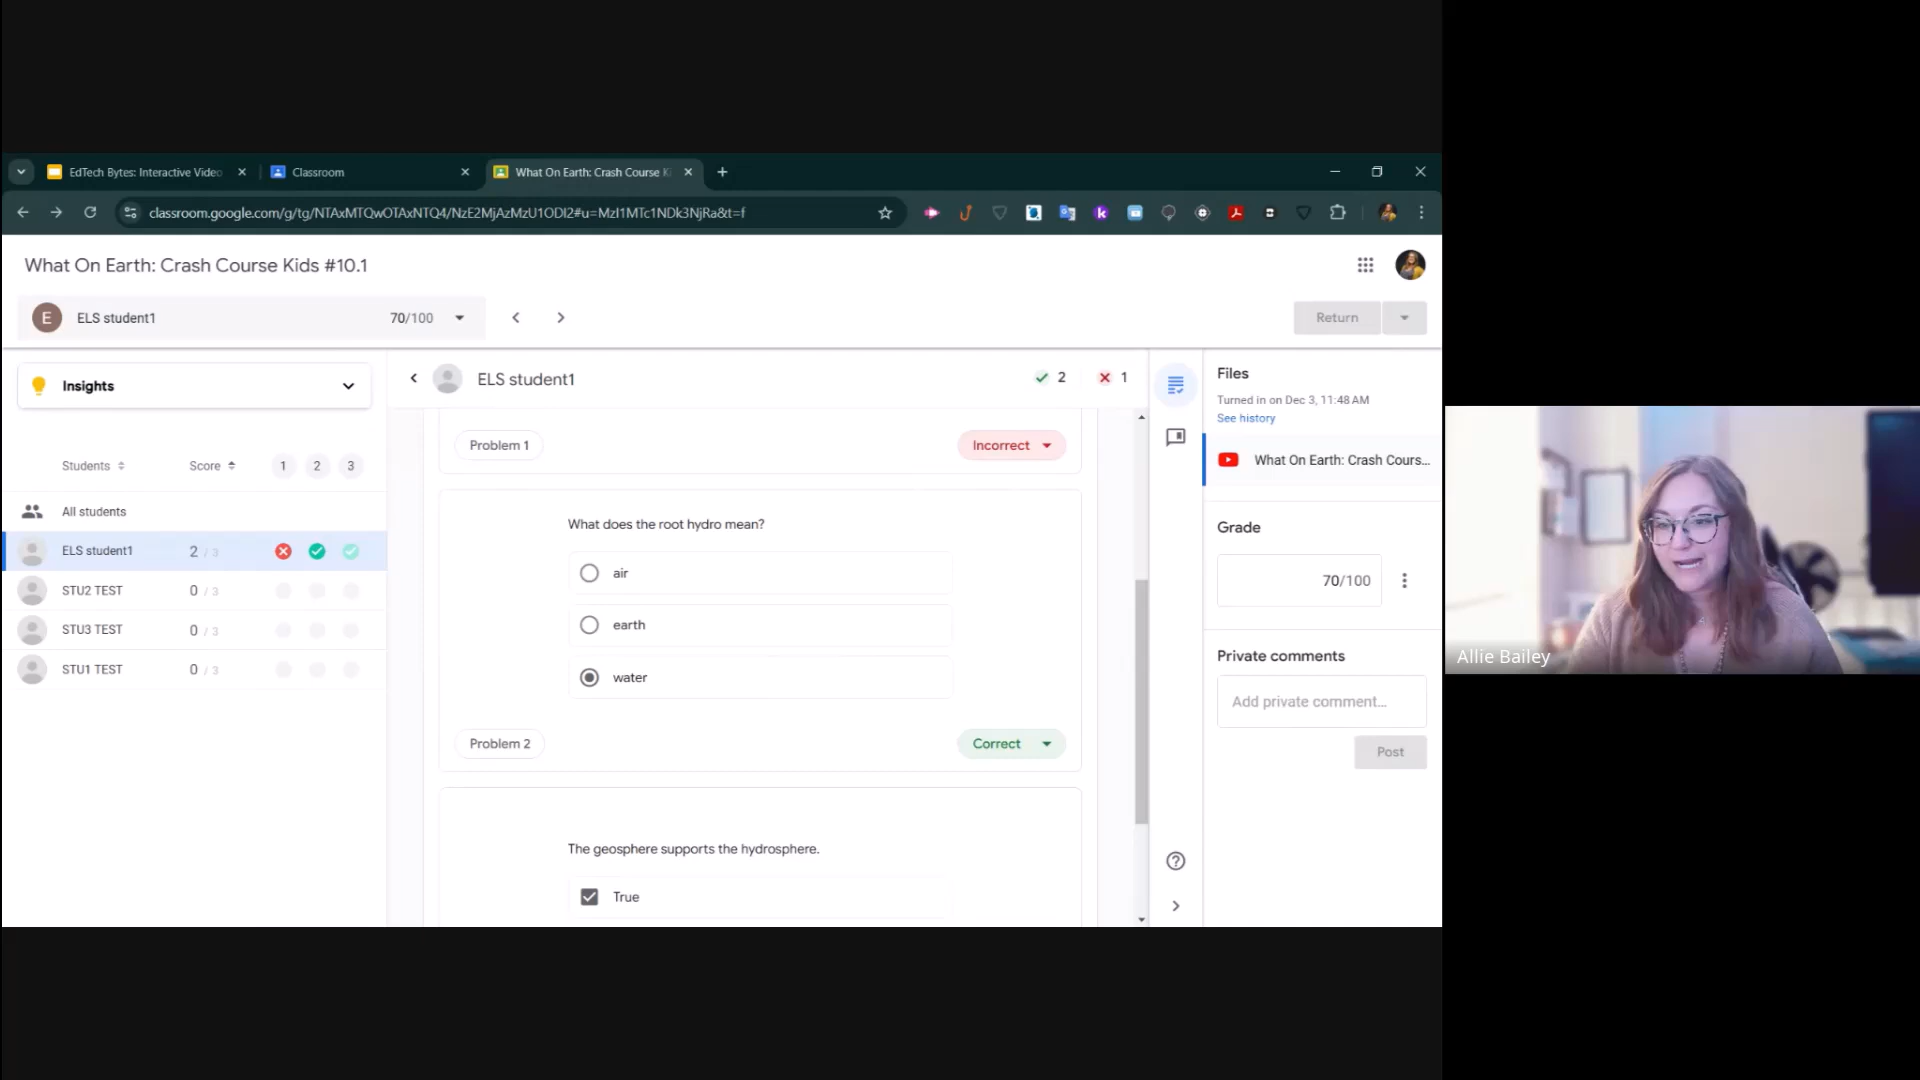 EdTech Bytes: Interactive Video
Classroom
What On Earth: Crash Course Ki
classroom.google.com/g/tg/NTAxMTQwOTAxNTQ4/NzE2MjAzMzU1ODI2#u=MzI1MTc1NDk3NjRa&t=f
What On Earth: Crash Course Kids #10.1
E ELS student1 70/100
Return
Insights
Students Score 1 2 3
All students
ELS student1 2 / 3
STU2 TEST 0 / 3
STU3 TEST 0 / 3
STU1 TEST 0 / 3
ELS student1 2 1
Problem 1 Incorrect
What does the root hydro mean?
air
earth
water
Problem 2 Correct
The geosphere supports the hydrosphere.
True
Files
Turned in on Dec 3, 11:48 AM
See history
What On Earth: Crash Cours...
Grade
70/100
Private comments
Add private comment...
Post
Allie Bailey